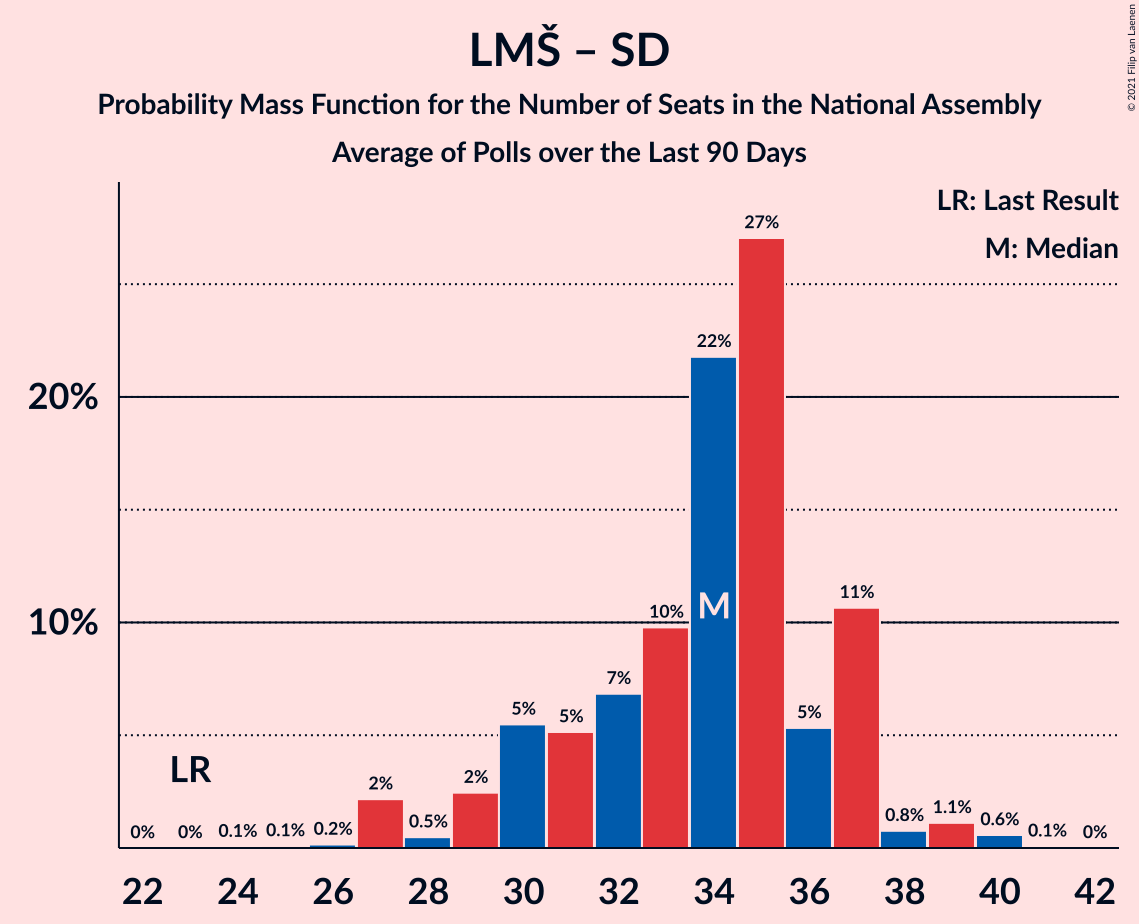 LMŠ – SD
Probability Mass Function for the Number of Seats in the National Assembly
Average of Polls over the Last 90 Days
© 2021 Filip van Laenen
LR: Last Result
M: Median
20%
10%
LR
M
0% 0% 0.1% 0.1% 0.2% 2% 0.5% 2% 5% 5% 7% 10% 22% 27% 5% 11% 0.8% 1.1% 0.6% 0.1% 0%
22 24 26 28 30 32 34 36 38 40 42